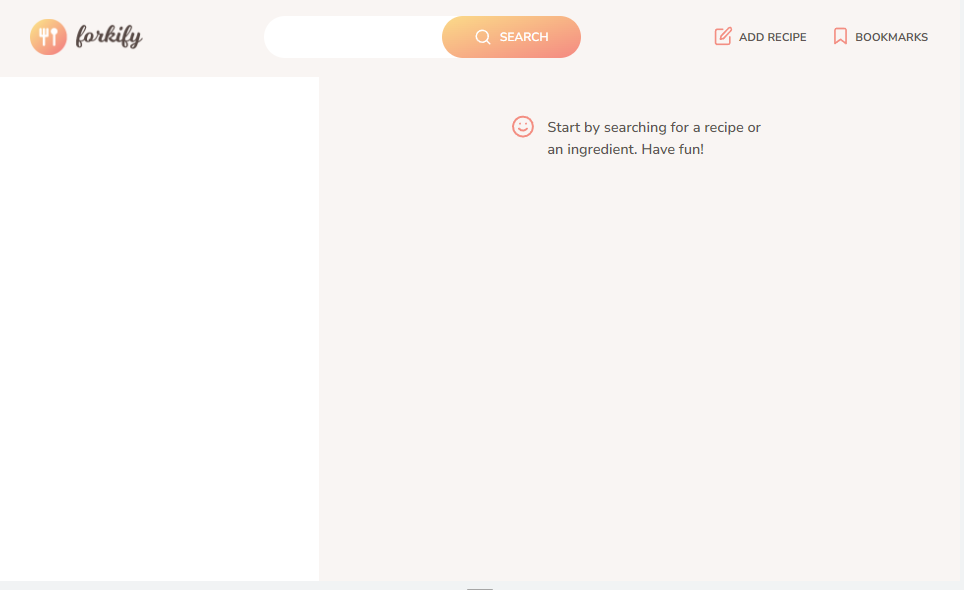 forkify
SEARCH
ADD RECIPE
BOOKMARKS
Start by searching for a recipe or
an ingredient. Have fun!